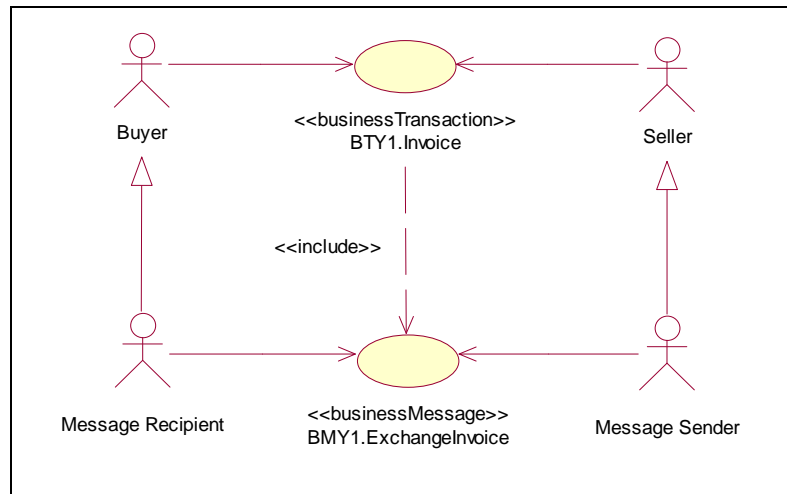 Buyer
<<businessTransaction>>
BTY1.Invoice
Seller
<<include>>
Message Recipient
<<businessMessage>>
BMY1.ExchangeInvoice
Message Sender